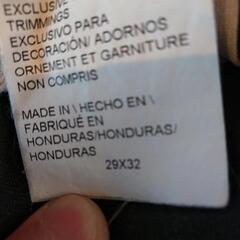 EXCLUSIVE
TRIMMINGS
EXCLUSIVO PARA
DECORACIÓN/ ADORNOS
ORNEMENT ET GARNITURE
NON COMPRIS
MADE IN \ HECHO EN \
FABRIQUÉ EN
HONDURAS/HONDURAS/
HONDURAS
29X32